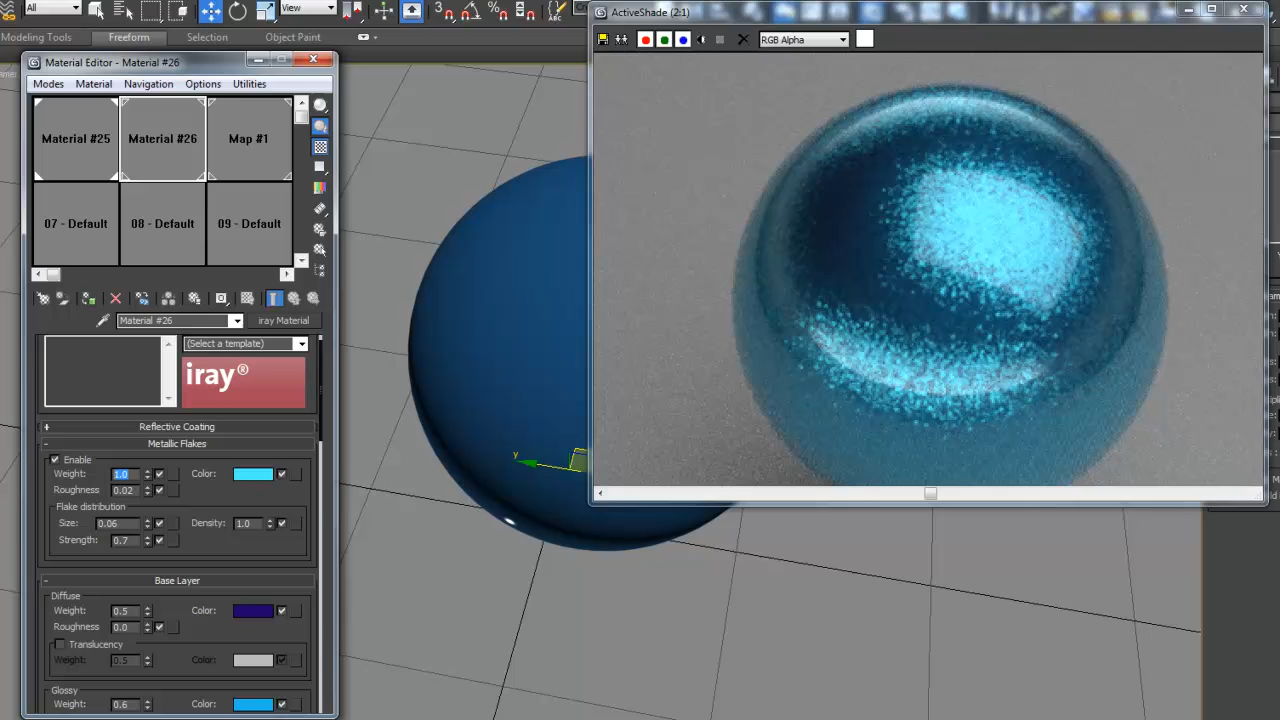 All
View
ActiveShade (2:1)
Modeling Tools
Freeform
Selection
Object Paint
RGB Alpha
Material Editor - Material #26
Modes
Material
Navigation
Options
Utilities
Material #25
Material #26
Map #1
07 - Default
08 - Default
09 - Default
Material #26
iray Material
(Select a template)
iray®
+ Reflective Coating
- Metallic Flakes
Enable
Weight: 1.0 Color:
Roughness 0.02
Flake distribution
Size: 0.06 Density: 1.0
Strength: 0.7
- Base Layer
Diffuse
Weight: 0.5 Color:
Roughness 0.0
Translucency
Weight: 0.5 Color:
Glossy
Weight: 0.6 Color:
y